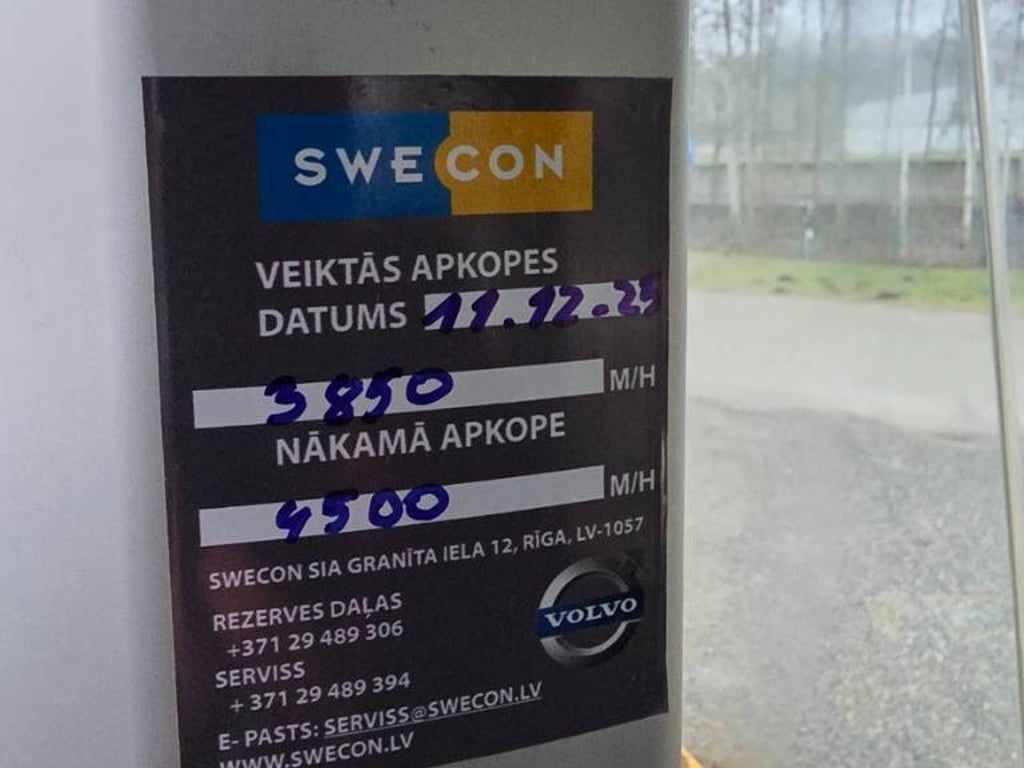 SWECON
VEIKTĀS APKOPES
DATUMS 11.12.25
3850 M/H
NĀKAMĀ APKOPE
4500 M/H
SWECON SIA GRANĪTA IELA 12, RĪGA, LV-1057
REZERVES DAĻAS
+371 29 489 306
VOLVO
SERVISS
+ 371 29 489 394
E- PASTS: SERVISS@SWECON.LV
WWW.SWECON.LV